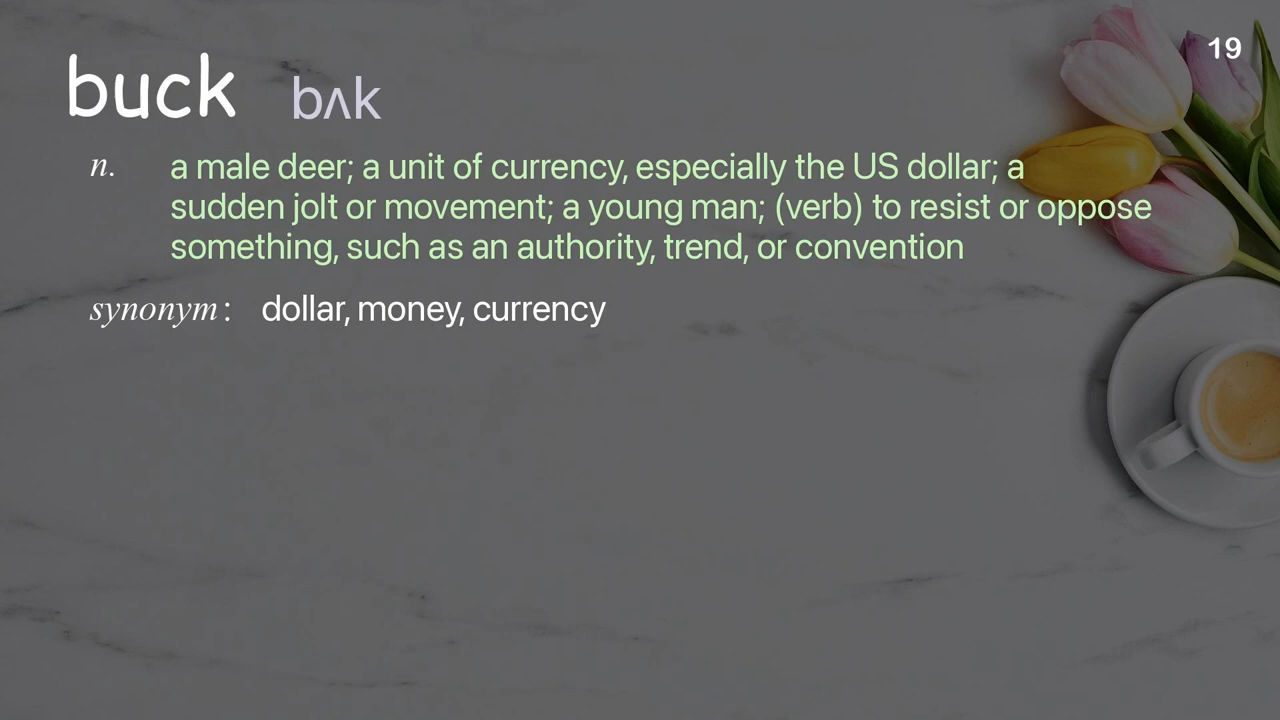 19
buck bʌk
n. a male deer; a unit of currency, especially the US dollar; a
sudden jolt or movement; a young man; (verb) to resist or oppose
something, such as an authority, trend, or convention
synonym: dollar, money, currency